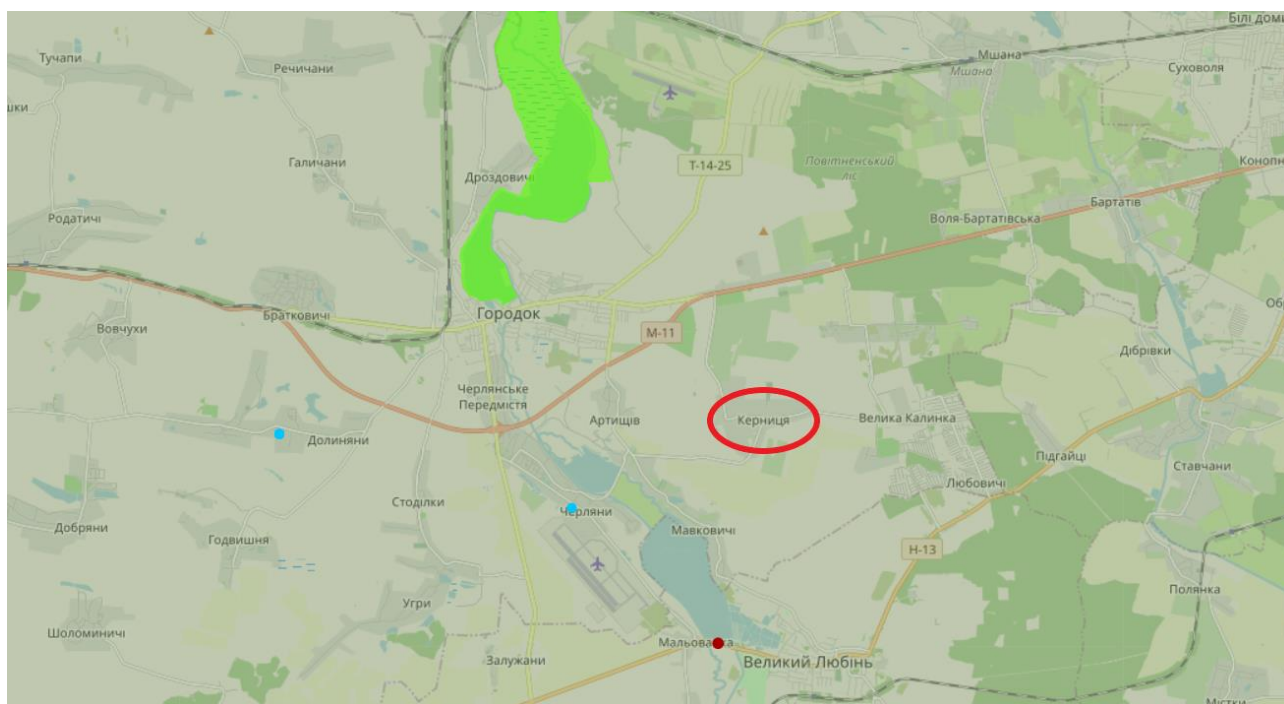 Білі доми
Тучапи
Мшана
Мшана
Суховоля
Речичани
шки
Галичани
Дроздовичі
Т-14-25
Повітненський
ліс
Конопн
Родатичі
Бартатів
Воля-Бартатівська
Братковичі
Городок
Об
Вовчухи
М-11
Дібрівки
Черлянське
Передмістя
Артищів
Керниця
Велика Калинка
Долиняни
Підгайці
Ставчани
Любовичі
Стоділки
Черляни
Добряни
Годвишня
Мавковичі
Н-13
Полянка
Угри
Шоломиничі
Мальованка
Залужани
Великий Любінь
Містки